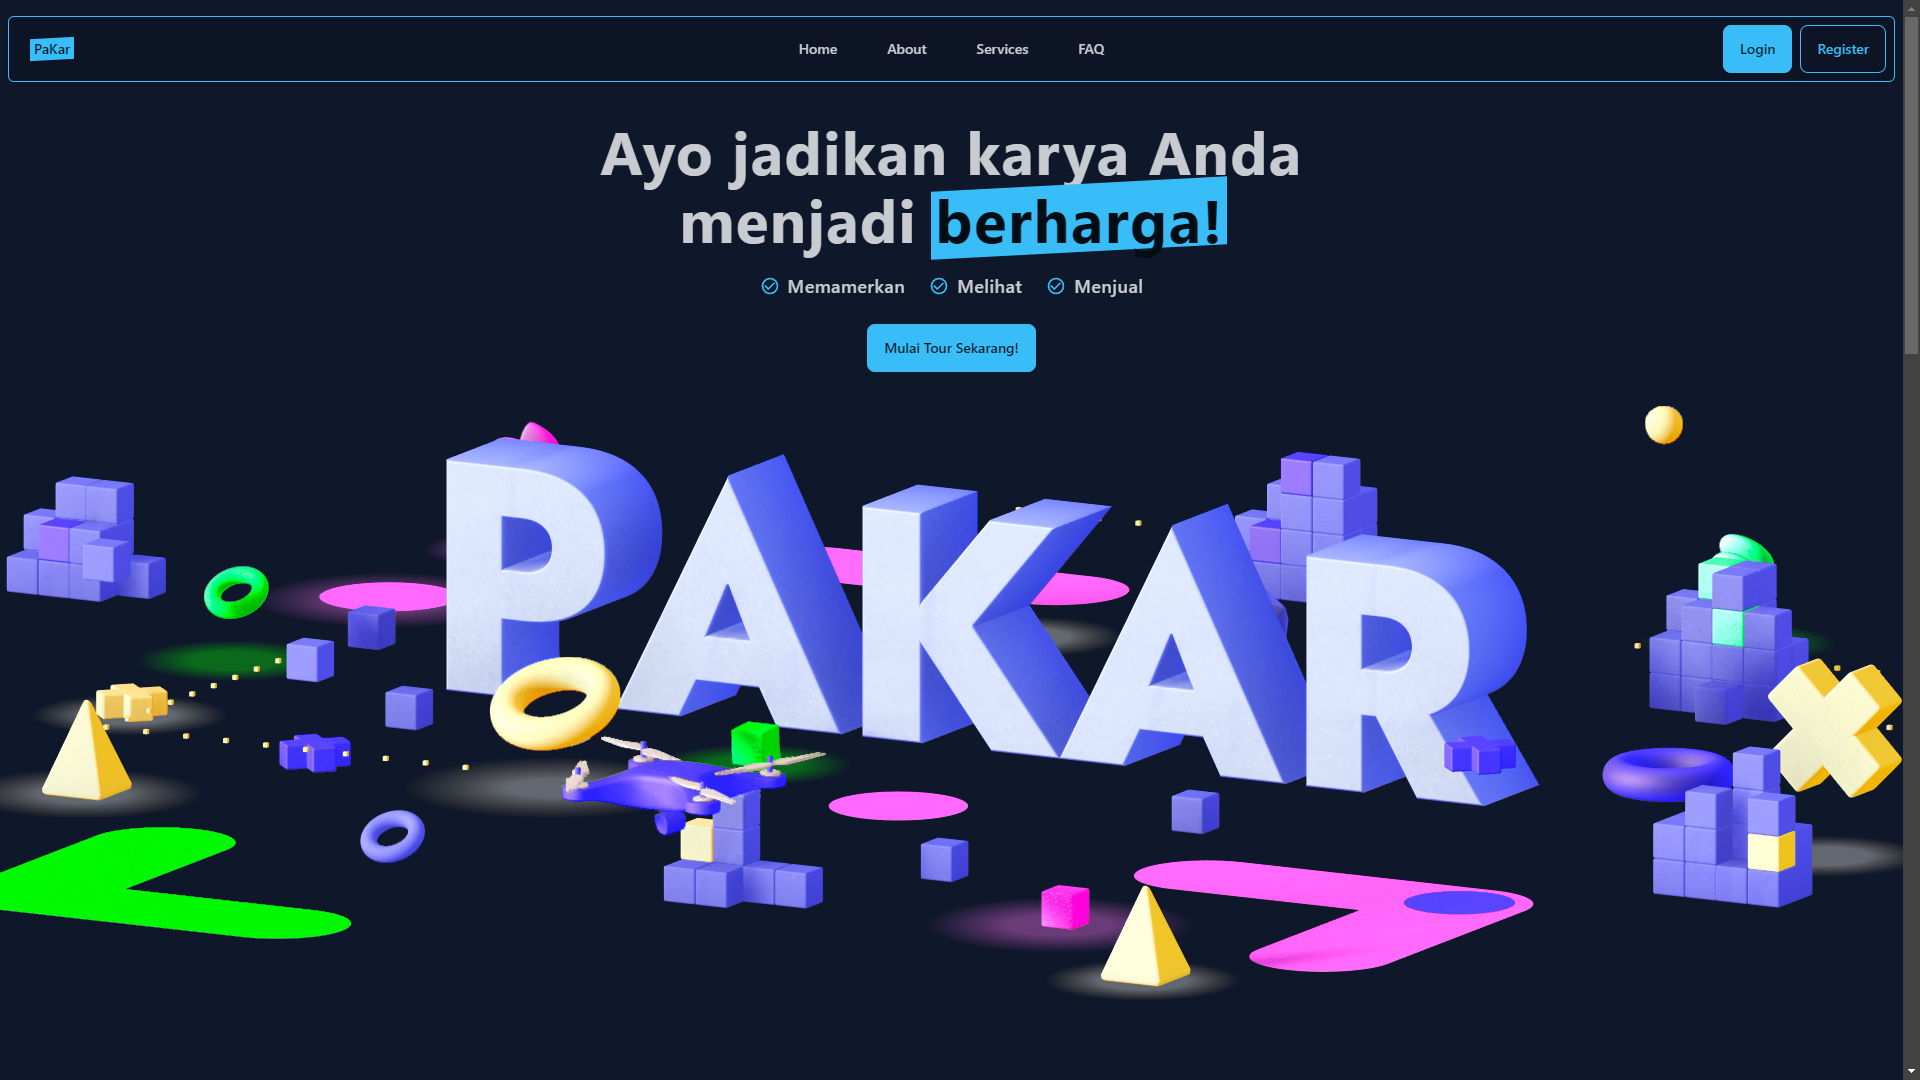 PaKar
Home
About
Services
FAQ
Login
Register
Ayo jadikan karya Anda
menjadi berharga!
Memamerkan
Melihat
Menjual
Mulai Tour Sekarang!
PAKAR